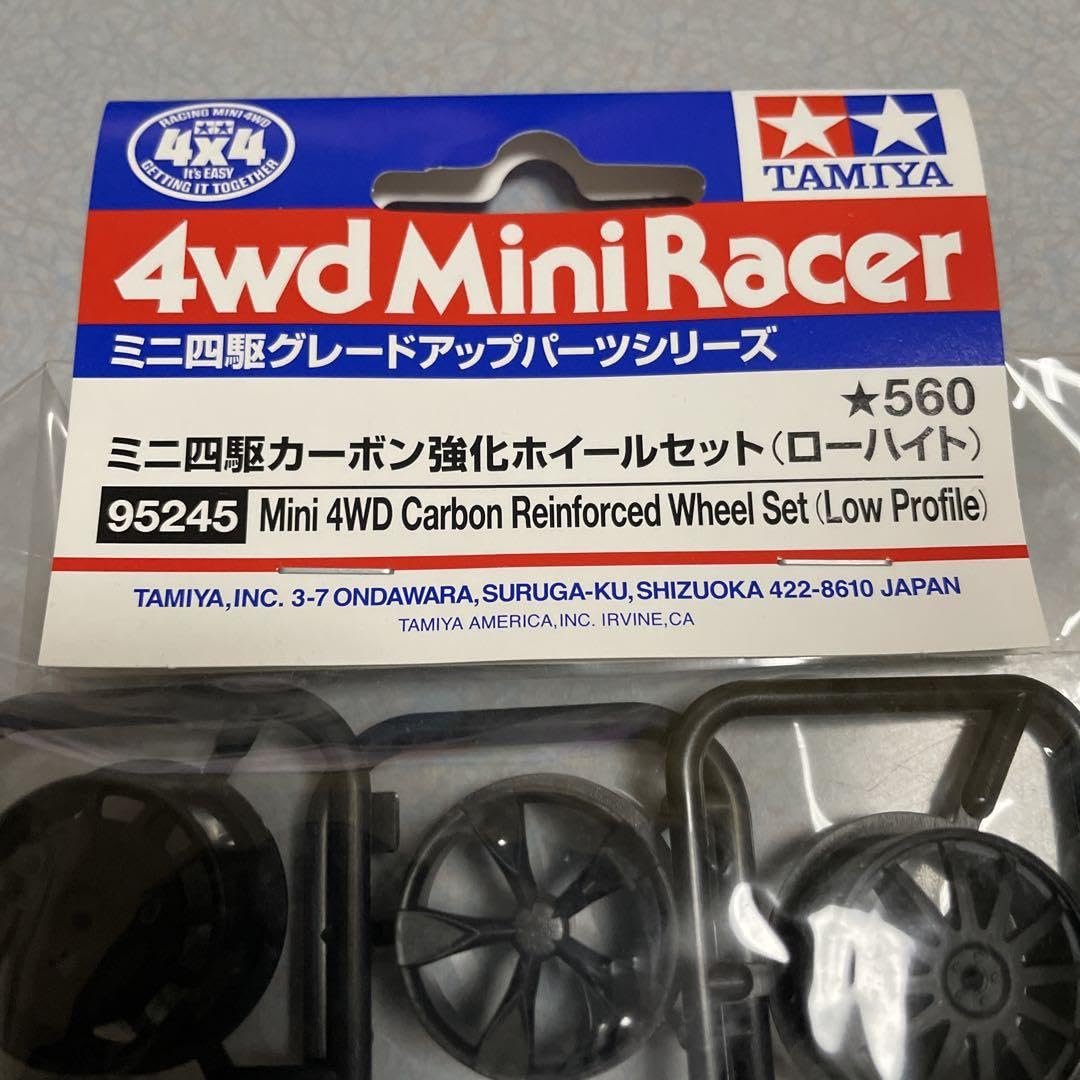 RACING MINI 4WD
4x4
It's EASY
GETTING IT TOGETHER
TAMIYA
4wd Mini Racer
ミニ四駆グレードアップパーツシリーズ
★560
ミニ四駆カーボン強化ホイールセット(ローハイト)
95245 Mini 4WD Carbon Reinforced Wheel Set (Low Profile)
TAMIYA, INC. 3-7 ONDAWARA, SURUGA-KU, SHIZUOKA 422-8610 JAPAN
TAMIYA AMERICA, INC. IRVINE, CA